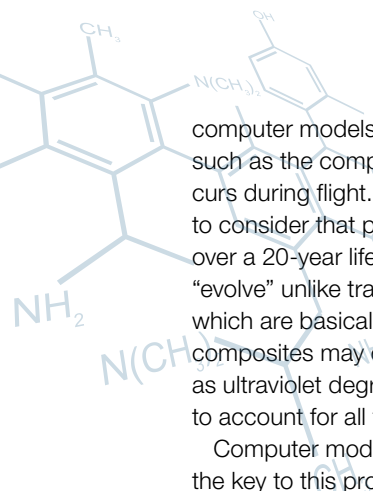 CH3
OH
N(CH3)2
computer models
such as the comp
curs during flight.
to consider that p
over a 20-year life
“evolve” unlike tra
which are basical
NH2
composites may
N(CH3)2
as ultraviolet degr
to account for all
Computer mod
the key to this pro
CH